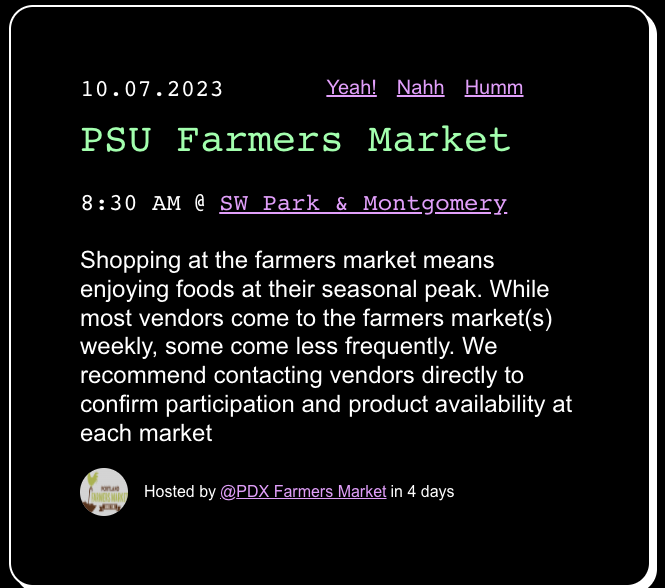 10.07.2023 Yeah! Nahh Humm
PSU Farmers Market
8:30 AM @ SW Park & Montgomery
Shopping at the farmers market means
enjoying foods at their seasonal peak. While
most vendors come to the farmers market(s)
weekly, some come less frequently. We
recommend contacting vendors directly to
confirm participation and product availability at
each market
PORTLAND
FARMERS MARKET
Hosted by @PDX Farmers Market in 4 days